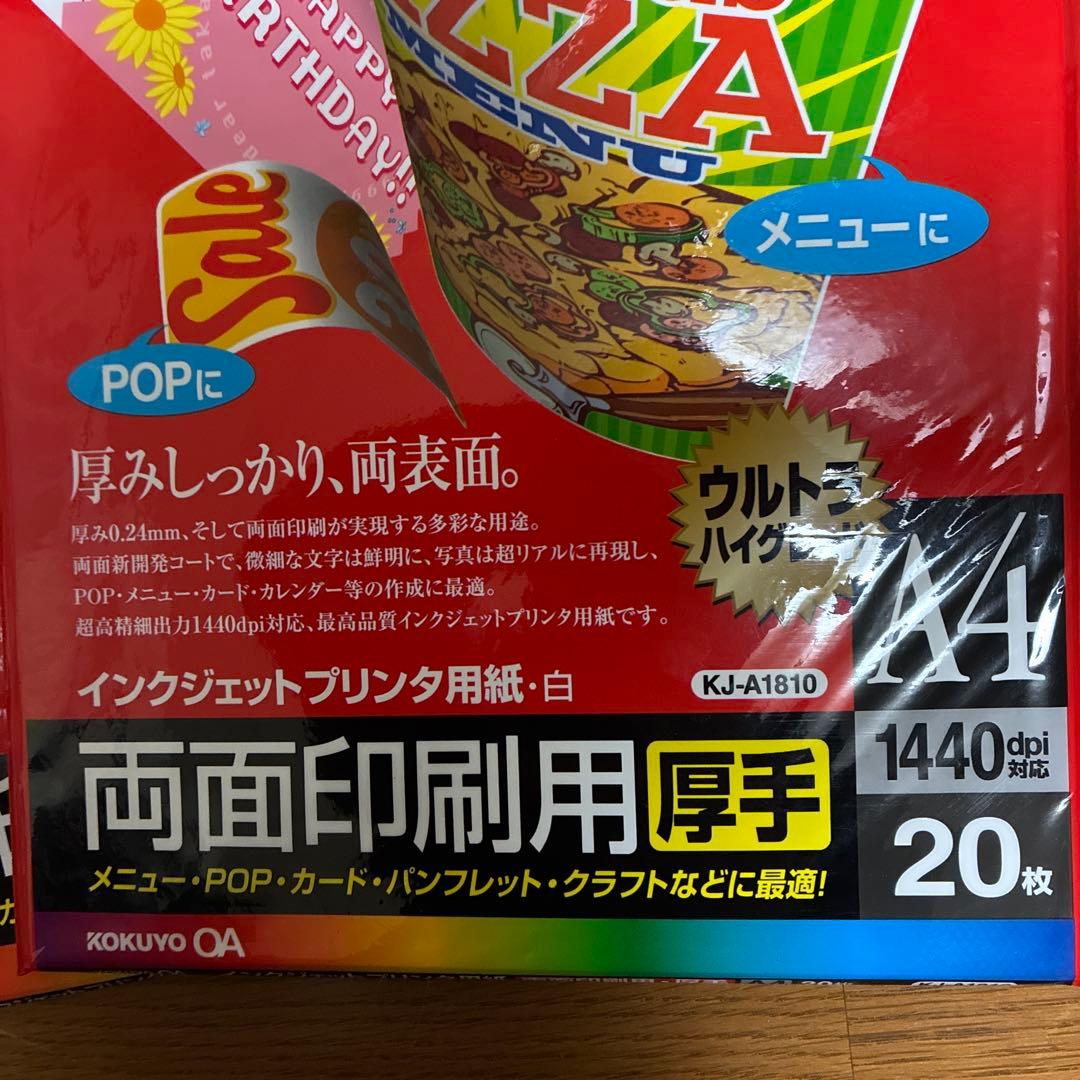 HAPPY
BIRTHDAY!!
dear
PIZZA
MENU
Sale
メニューに
POPに
厚みしっかり、両表面。
厚み0.24mm、そして両面印刷が実現する多彩な用途。
両面新開発コートで、微細な文字は鮮明に、写真は超リアルに再現し、
POP・メニュー・カード・カレンダー等の作成に最適。
超高精細出力1440dpi対応、最高品質インクジェットプリンタ用紙です。
ウルトラ
ハイグレード
A4
インクジェットプリンタ用紙・白
KJ-A1810
両面印刷用 厚手
1440dpi対応
メニュー・POP・カード・パンフレット・クラフトなどに最適!
20枚
KOKUYO OA